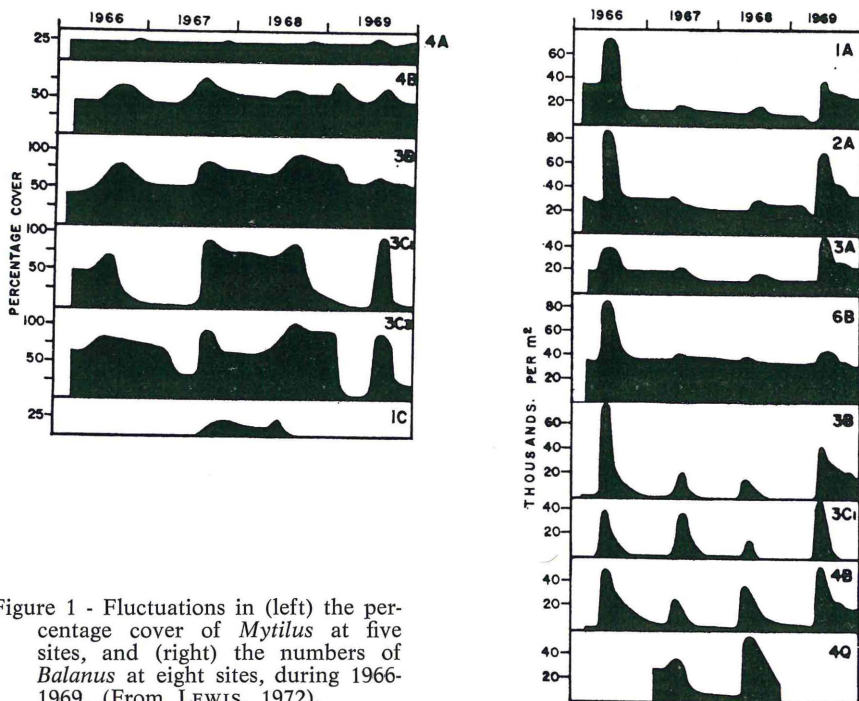 1966 1967 1968 1969
25 4A
50 4B
100 3B
50
100 3C1
50
100 3C2
50
25 1C
PERCENTAGE COVER
1966 1967 1968 1969
1A
60
40
20
2A
80
60
40
20
3A
40
20
6B
80
60
40
20
3B
60
40
20
3C1
40
20
4B
40
20
4Q
40
20
THOUSANDS. PER m²
Figure 1 - Fluctuations in (left) the per-
centage cover of Mytilus at five
sites, and (right) the numbers of
Balanus at eight sites, during 1966-
1969. (From LEWIS, 1972)